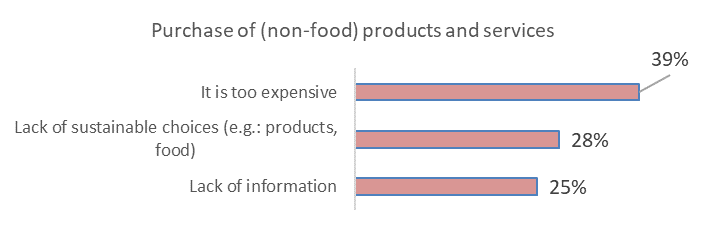 Purchase of (non-food) products and services
39%
It is too expensive
Lack of sustainable choices (e.g.: products,
food)
28%
Lack of information
25%